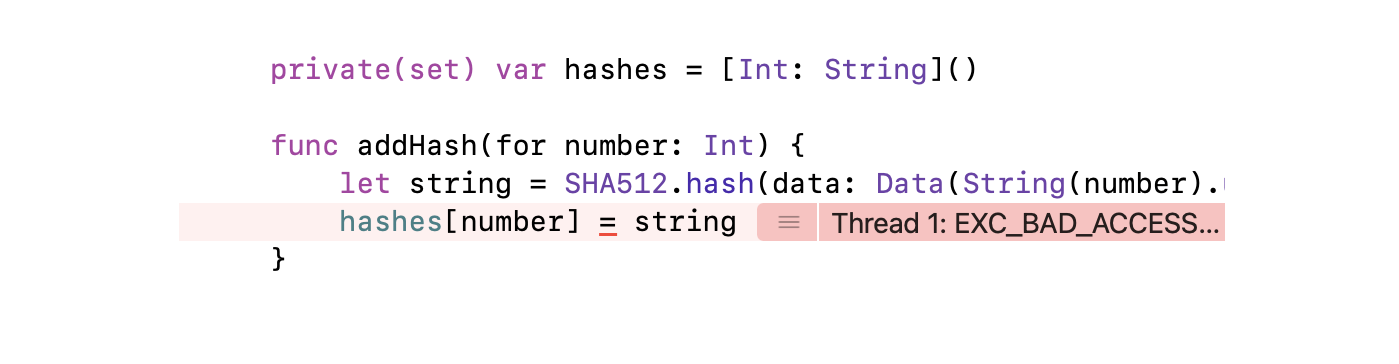 private(set) var hashes = [Int: String]()
func addHash(for number: Int) {
let string = SHA512.hash(data: Data(String(number).
hashes[number] = string Thread 1: EXC_BAD_ACCESS...
}